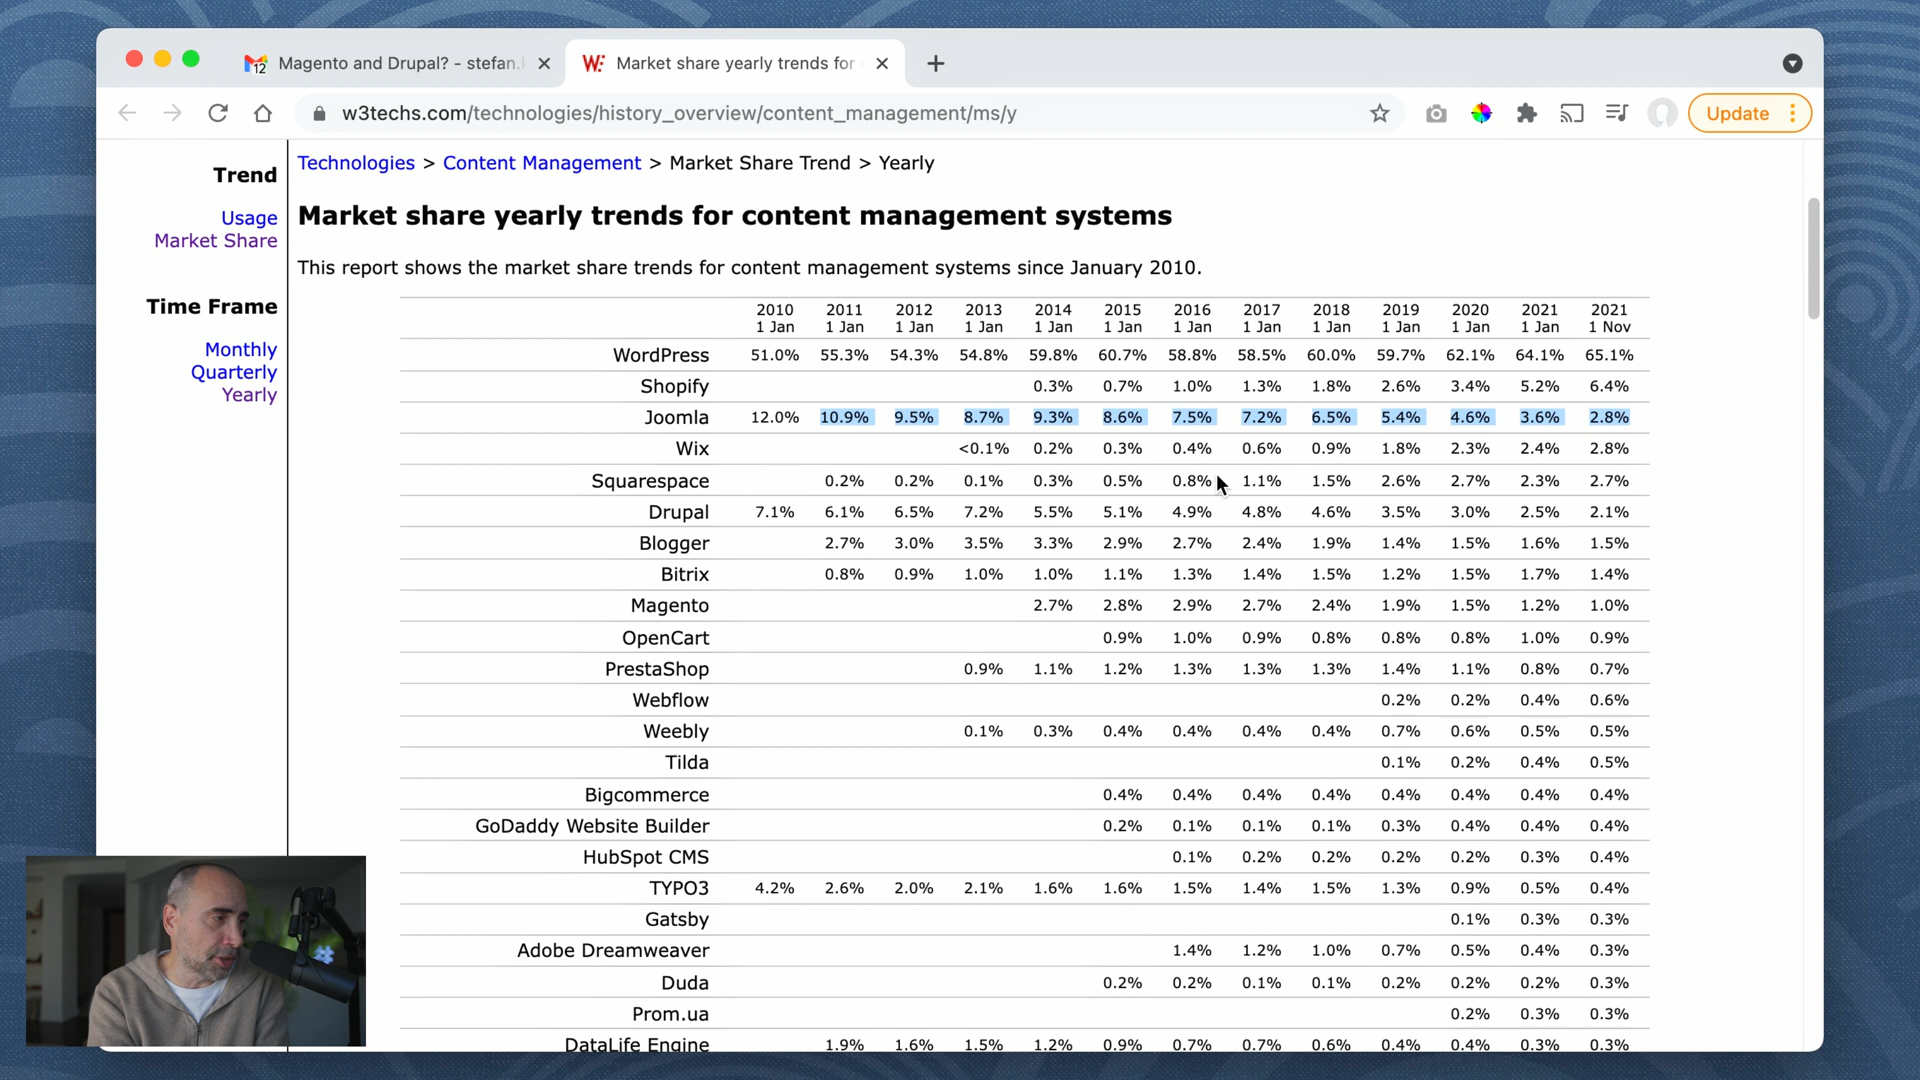 Magento and Drupal? - stefan.
12
Market share yearly trends for
w3techs.com/technologies/history_overview/content_management/ms/y
Update
Trend
Usage
Market Share
Time Frame
Monthly
Quarterly
Yearly
Technologies > Content Management > Market Share Trend > Yearly
Market share yearly trends for content management systems
This report shows the market share trends for content management systems since January 2010.
2010 2011 2012 2013 2014 2015 2016 2017 2018 2019 2020 2021 2021
1 Jan 1 Jan 1 Jan 1 Jan 1 Jan 1 Jan 1 Jan 1 Jan 1 Jan 1 Jan 1 Jan 1 Jan 1 Nov
WordPress 51.0% 55.3% 54.3% 54.8% 59.8% 60.7% 58.8% 58.5% 60.0% 59.7% 62.1% 64.1% 65.1%
Shopify 0.3% 0.7% 1.0% 1.3% 1.8% 2.6% 3.4% 5.2% 6.4%
Joomla 12.0% 10.9% 9.5% 8.7% 9.3% 8.6% 7.5% 7.2% 6.5% 5.4% 4.6% 3.6% 2.8%
Wix <0.1% 0.2% 0.3% 0.4% 0.6% 0.9% 1.8% 2.3% 2.4% 2.8%
Squarespace 0.2% 0.2% 0.1% 0.3% 0.5% 0.8% 1.1% 1.5% 2.6% 2.7% 2.3% 2.7%
Drupal 7.1% 6.1% 6.5% 7.2% 5.5% 5.1% 4.9% 4.8% 4.6% 3.5% 3.0% 2.5% 2.1%
Blogger 2.7% 3.0% 3.5% 3.3% 2.9% 2.7% 2.4% 1.9% 1.4% 1.5% 1.6% 1.5%
Bitrix 0.8% 0.9% 1.0% 1.0% 1.1% 1.3% 1.4% 1.5% 1.2% 1.5% 1.7% 1.4%
Magento 2.7% 2.8% 2.9% 2.7% 2.4% 1.9% 1.5% 1.2% 1.0%
OpenCart 0.9% 1.0% 0.9% 0.8% 0.8% 0.8% 1.0% 0.9%
PrestaShop 0.9% 1.1% 1.2% 1.3% 1.3% 1.3% 1.4% 1.1% 0.8% 0.7%
Webflow 0.2% 0.2% 0.4% 0.6%
Weebly 0.1% 0.3% 0.4% 0.4% 0.4% 0.4% 0.7% 0.6% 0.5% 0.5%
Tilda 0.1% 0.2% 0.4% 0.5%
Bigcommerce 0.4% 0.4% 0.4% 0.4% 0.4% 0.4% 0.4% 0.4%
GoDaddy Website Builder 0.2% 0.1% 0.1% 0.1% 0.3% 0.4% 0.4% 0.4%
HubSpot CMS 0.1% 0.2% 0.2% 0.2% 0.2% 0.3% 0.4%
TYPO3 4.2% 2.6% 2.0% 2.1% 1.6% 1.6% 1.5% 1.4% 1.5% 1.3% 0.9% 0.5% 0.4%
Gatsby 0.1% 0.3% 0.3%
Adobe Dreamweaver 1.4% 1.2% 1.0% 0.7% 0.5% 0.4% 0.3%
Duda 0.2% 0.2% 0.1% 0.1% 0.2% 0.2% 0.2% 0.3%
Prom.ua 0.2% 0.3% 0.3%
DataLife Engine 1.9% 1.6% 1.5% 1.2% 0.9% 0.7% 0.7% 0.6% 0.4% 0.4% 0.3% 0.3%